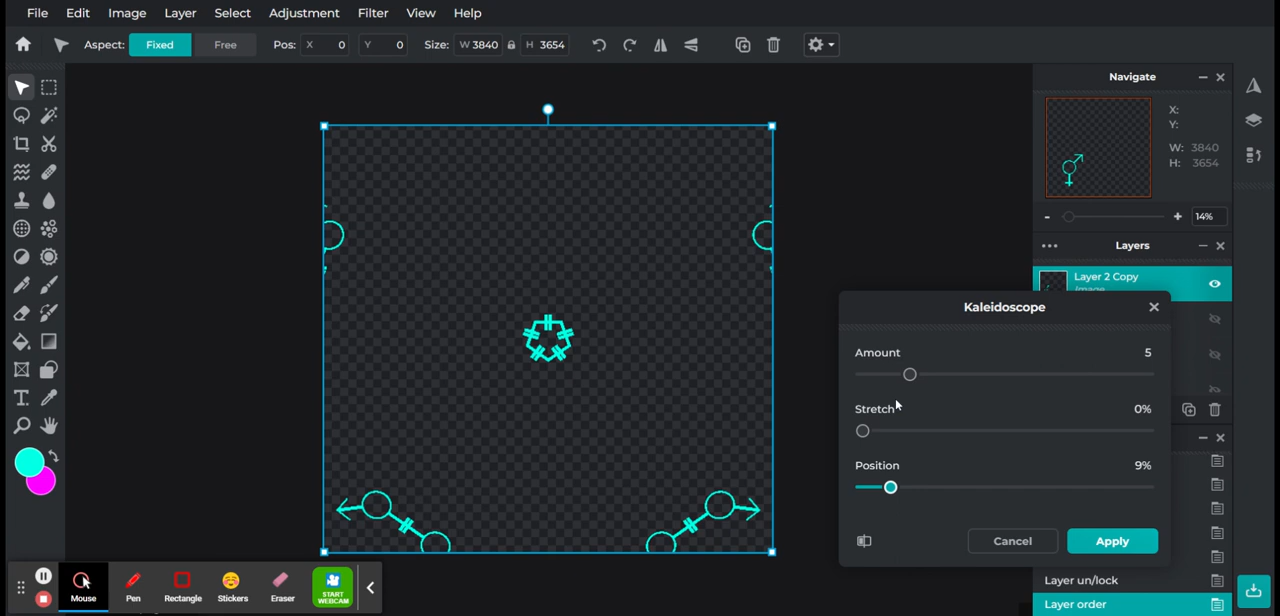 File Edit Image Layer Select Adjustment Filter View Help
Aspect: Fixed Free Pos: X 0 Y 0 Size: W 3840 H 3654
Navigate
X:
Y:
W: 3840
H: 3654
- + 14%
Layers
Layer 2 Copy
Image
Kaleidoscope
Amount 5
Stretch 0%
Position 9%
Cancel Apply
Layer un/lock
Layer order
T
Mouse Pen Rectangle Stickers Eraser START
WEBCAM